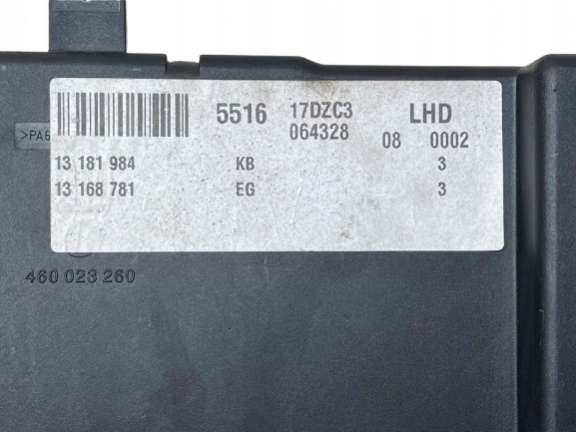 5516 17DZC3 LHD
064328 08 0002
>PA6
13 181 984 KB 3
13 168 781 EG 3
460 023 260